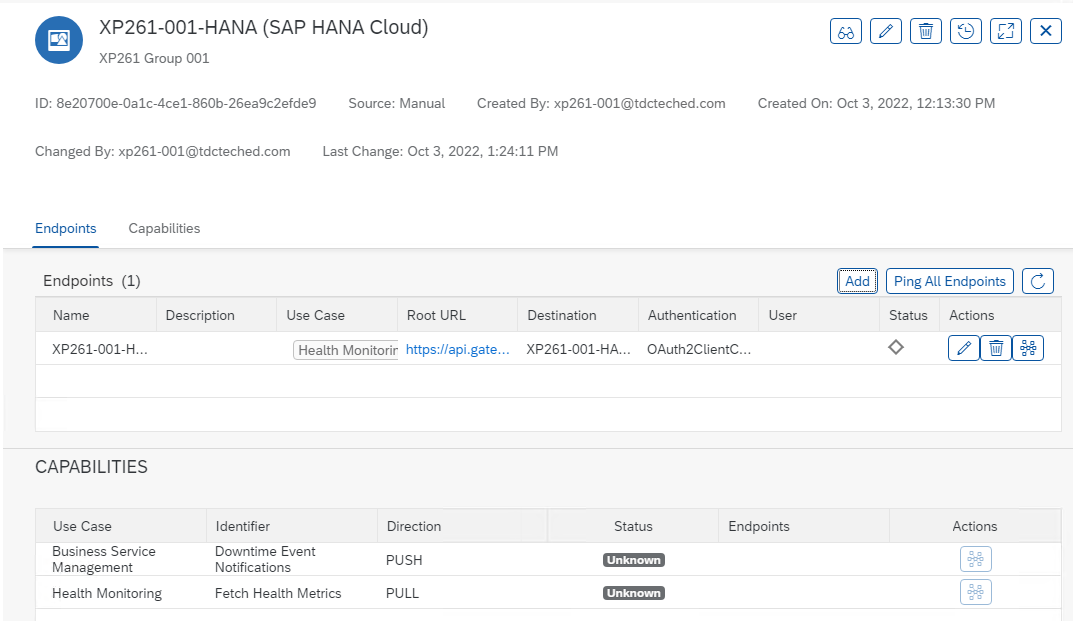 XP261-001-HANA (SAP HANA Cloud)
XP261 Group 001
ID: 8e20700e-0a1c-4ce1-860b-26ea9c2efde9 Source: Manual Created By: xp261-001@tdcteched.com Created On: Oct 3, 2022, 12:13:30 PM
Changed By: xp261-001@tdcteched.com Last Change: Oct 3, 2022, 1:24:11 PM
Endpoints Capabilities
Endpoints (1) Add Ping All Endpoints
Name Description Use Case Root URL Destination Authentication User Status Actions
XP261-001-H... Health Monitorin https://api.gate... XP261-001-HA... OAuth2ClientC...
CAPABILITIES
Use Case Identifier Direction Status Endpoints Actions
Business Service Management Downtime Event Notifications PUSH Unknown
Health Monitoring Fetch Health Metrics PULL Unknown